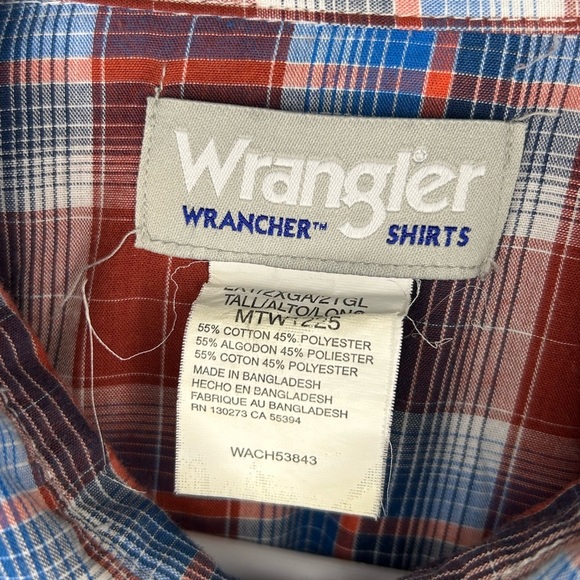 Wrangler®
WRANCHER™ SHIRTS
2XT/2XGA/2TGL
TALL/ALTO/LONG
MTW1225
55% COTTON 45% POLYESTER
55% ALGODON 45% POLIESTER
55% COTON 45% POLYESTER
MADE IN BANGLADESH
HECHO EN BANGLADESH
FABRIQUE AU BANGLADESH
RN 130273 CA 55394
WACH53843